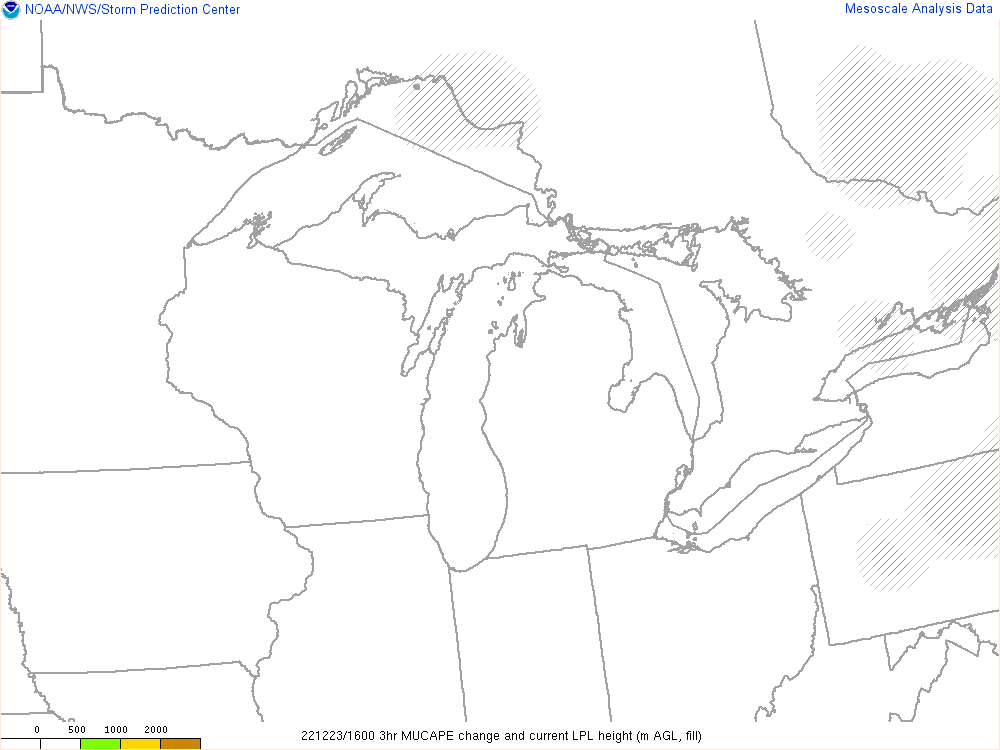 NOAA/NWS/Storm Prediction Center
Mesoscale Analysis Data
0 500 1000 2000
221223/1600 3hr MUCAPE change and current LPL height (m AGL, fill)